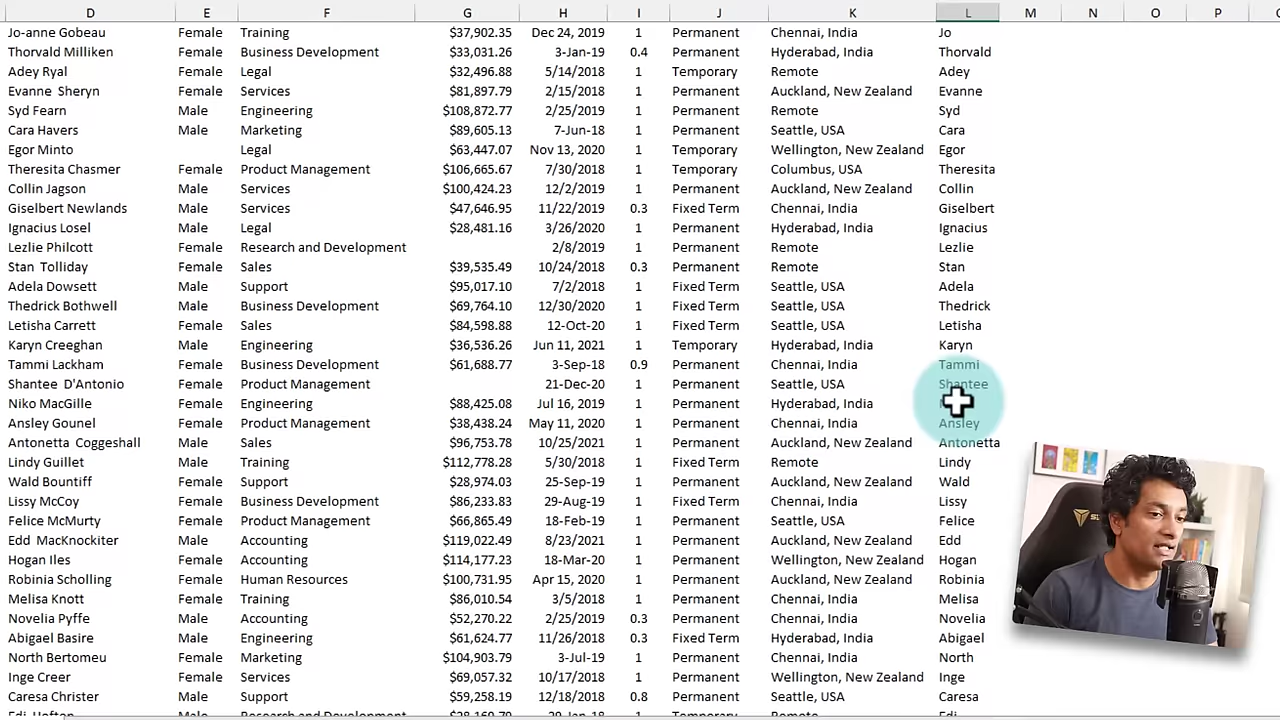 D E F G H I J K L M N O P
Jo-anne Gobeau Female Training $37,902.35 Dec 24, 2019 1 Permanent Chennai, India Jo
Thorvald Milliken Female Business Development $33,031.26 3-Jan-19 0.4 Permanent Hyderabad, India Thorvald
Adey Ryal Female Legal $32,496.88 5/14/2018 1 Temporary Remote Adey
Evanne Sheryn Female Services $81,897.79 2/15/2018 1 Permanent Auckland, New Zealand Evanne
Syd Fearn Male Engineering $108,872.77 2/25/2019 1 Permanent Remote Syd
Cara Havers Male Marketing $89,605.13 7-Jun-18 1 Permanent Seattle, USA Cara
Egor Minto Legal $63,447.07 Nov 13, 2020 1 Temporary Wellington, New Zealand Egor
Theresita Chasmer Female Product Management $106,665.67 7/30/2018 1 Temporary Columbus, USA Theresita
Collin Jagson Male Services $100,424.23 12/2/2019 1 Permanent Auckland, New Zealand Collin
Giselbert Newlands Male Services $47,646.95 11/22/2019 0.3 Fixed Term Chennai, India Giselbert
Ignacius Losel Male Legal $28,481.16 3/26/2020 1 Permanent Hyderabad, India Ignacius
Lezlie Philcott Female Research and Development 2/8/2019 1 Permanent Remote Lezlie
Stan Tolliday Female Sales $39,535.49 10/24/2018 0.3 Permanent Remote Stan
Adela Dowsett Male Support $95,017.10 7/2/2018 1 Fixed Term Seattle, USA Adela
Thedrick Bothwell Male Business Development $69,764.10 12/30/2020 1 Fixed Term Seattle, USA Thedrick
Letisha Carrett Female Sales $84,598.88 12-Oct-20 1 Fixed Term Seattle, USA Letisha
Karyn Creeghan Male Engineering $36,536.26 Jun 11, 2021 1 Temporary Hyderabad, India Karyn
Tammi Lackham Female Business Development $61,688.77 3-Sep-18 0.9 Permanent Chennai, India Tammi
Shantee D'Antonio Female Product Management 21-Dec-20 1 Permanent Seattle, USA Shantee
Niko MacGille Female Engineering $88,425.08 Jul 16, 2019 1 Permanent Hyderabad, India
Ansley Gounel Female Product Management $38,438.24 May 11, 2020 1 Permanent Chennai, India Ansley
Antonetta Coggeshall Male Sales $96,753.78 10/25/2021 1 Permanent Auckland, New Zealand Antonetta
Lindy Guillet Male Training $112,778.28 5/30/2018 1 Fixed Term Remote Lindy
Wald Bountiff Female Support $28,974.03 25-Sep-19 1 Permanent Auckland, New Zealand Wald
Lissy McCoy Female Business Development $86,233.83 29-Aug-19 1 Fixed Term Chennai, India Lissy
Felice McMurty Female Product Management $66,865.49 18-Feb-19 1 Permanent Seattle, USA Felice
Edd MacKnockiter Male Accounting $119,022.49 8/23/2021 1 Permanent Auckland, New Zealand Edd
Hogan Iles Female Accounting $114,177.23 18-Mar-20 1 Permanent Wellington, New Zealand Hogan
Robinia Scholling Female Human Resources $100,731.95 Apr 15, 2020 1 Permanent Auckland, New Zealand Robinia
Melisa Knott Female Training $86,010.54 3/5/2018 1 Permanent Chennai, India Melisa
Novelia Pyffe Male Accounting $52,270.22 2/25/2019 0.3 Permanent Chennai, India Novelia
Abigael Basire Male Engineering $61,624.77 11/26/2018 0.3 Fixed Term Hyderabad, India Abigael
North Bertomeu Female Marketing $104,903.79 3-Jul-19 1 Permanent Chennai, India North
Inge Creer Female Services $69,057.32 10/17/2018 1 Permanent Wellington, New Zealand Inge
Caresa Christer Male Support $59,258.19 12/18/2018 0.8 Permanent Seattle, USA Caresa